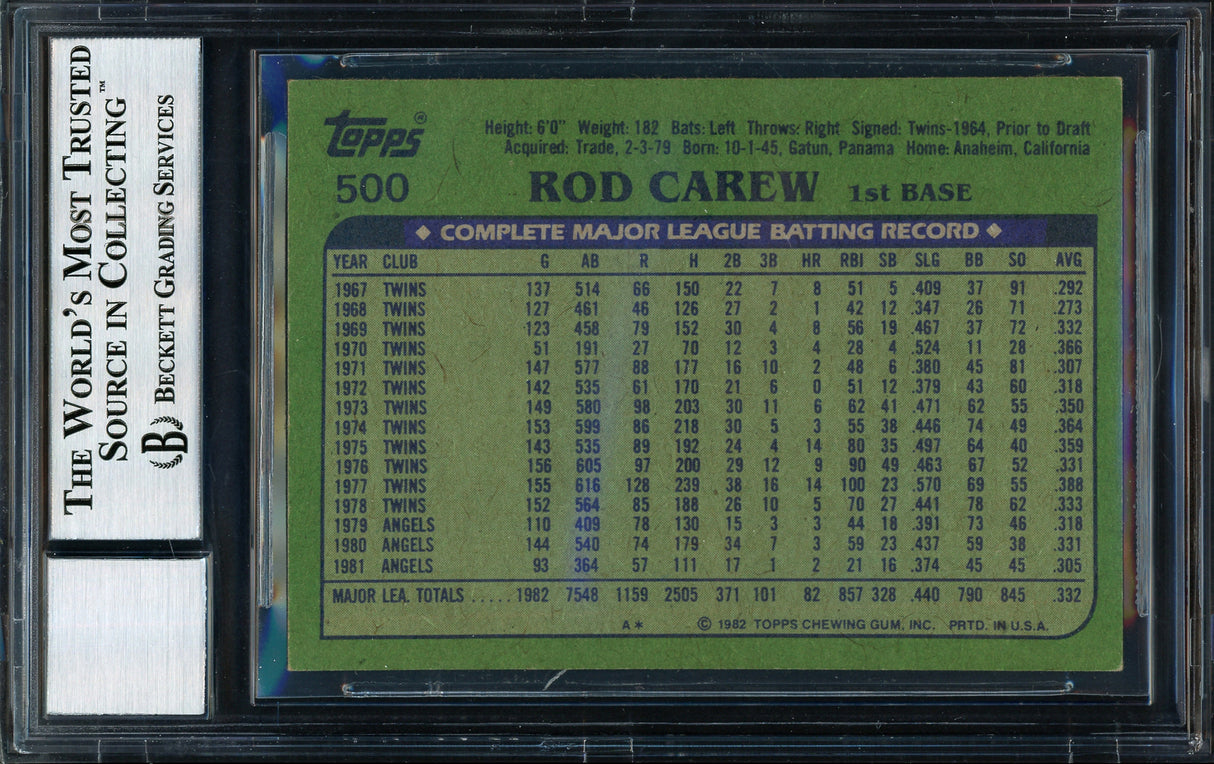 THE WORLD'S MOST TRUSTED
SOURCE IN COLLECTING™
B BECKETT GRADING SERVICES
TOPPS®
Height: 6'0" Weight: 82 Bats: Left Thr Signed Twins 1964, Prior to Draft
Acquired: Trade, 2-3-79 Born: 10-1-45, Panama Home: Anaheim, California
500 ROD CAREW 1st BASE
◆ COMPLETE MAJOR LEAGUE BATTING RECORD ◆
YEAR CLUB G AB R H 2B 3B HR RBI SB SLG BB SO AVG
1967 TWINS 137 514 66 150 22 7 8 51 5 .409 37 91 .292
1968 TWINS 127 461 46 126 27 2 42 12 .347 26 71 .273
1969 TWINS 123 458 79 152 30 4 8 56 19 .467 37 72 .332
1970 TWINS 51 191 27 70 12 3 4 28 4 .524 11 28 .366
1971 TWINS 147 577 88 177 16 10 2 48 6 .380 45 81 .307
1972 TWINS 142 535 61 170 21 6 0 51 12 .379 43 60 .318
1973 TWINS 149 580 98 203 30 11 6 62 41 .471 62 55 .350
1974 TWINS 153 599 86 218 30 5 3 55 38 .446 74 49 .364
1975 TWINS 143 535 89 192 24 4 80 35 .497 64 40 .359
1976 TWINS 156 605 97 200 29 12 9 90 49 .463 67 52 .331
1977 TWINS 155 616 128 239 38 16 14 100 23 .570 69 55 .388
1978 TWINS 152 564 85 188 26 5 70 27 .441 78 62 .333
1979 ANGELS 110 409 78 130 15 3 3 44 18 .391 73 46 .318
1980 ANGELS 144 540 74 179 34 7 3 59 23 .437 59 38 .331
1981 ANGELS 93 364 57 111 17 1 2 21 16 .374 45 45 .305
MAJOR LEA. TOTALS ..... 1982 7548 1159 2505 371 101 82 857 328 .440 790 845 .332
A* © 1982 TOPPS CHEWING GUM, INC. PRTD. IN U.S.A.